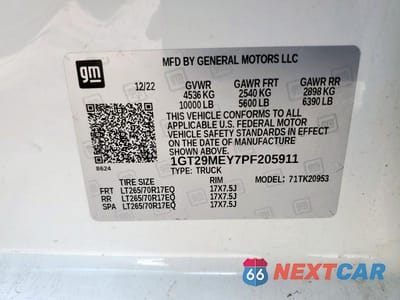 gm
MFD BY GENERAL MOTORS LLC
12/22 GVWR GAWR FRT GAWR RR
4536 KG 2540 KG 2898 KG
10000 LB 5600 LB 6390 LB
THIS VEHICLE CONFORMS TO ALL
APPLICABLE U.S. FEDERAL MOTOR
VEHICLE SAFETY STANDARDS IN
EFFECT ON THE DATE OF
MANUFACTURE SHOWN ABOVE.
1GT29MEY7PF205911
8624
TYPE: TRUCK
TIRE SIZE RIM MODEL: 71TK20953
FRT LT265/70R17EQ 17X7.5J
RR LT265/70R17EQ 17X7.5J
SPA LT265/70R17EQ 17X7.5J
66 NEXTCAR